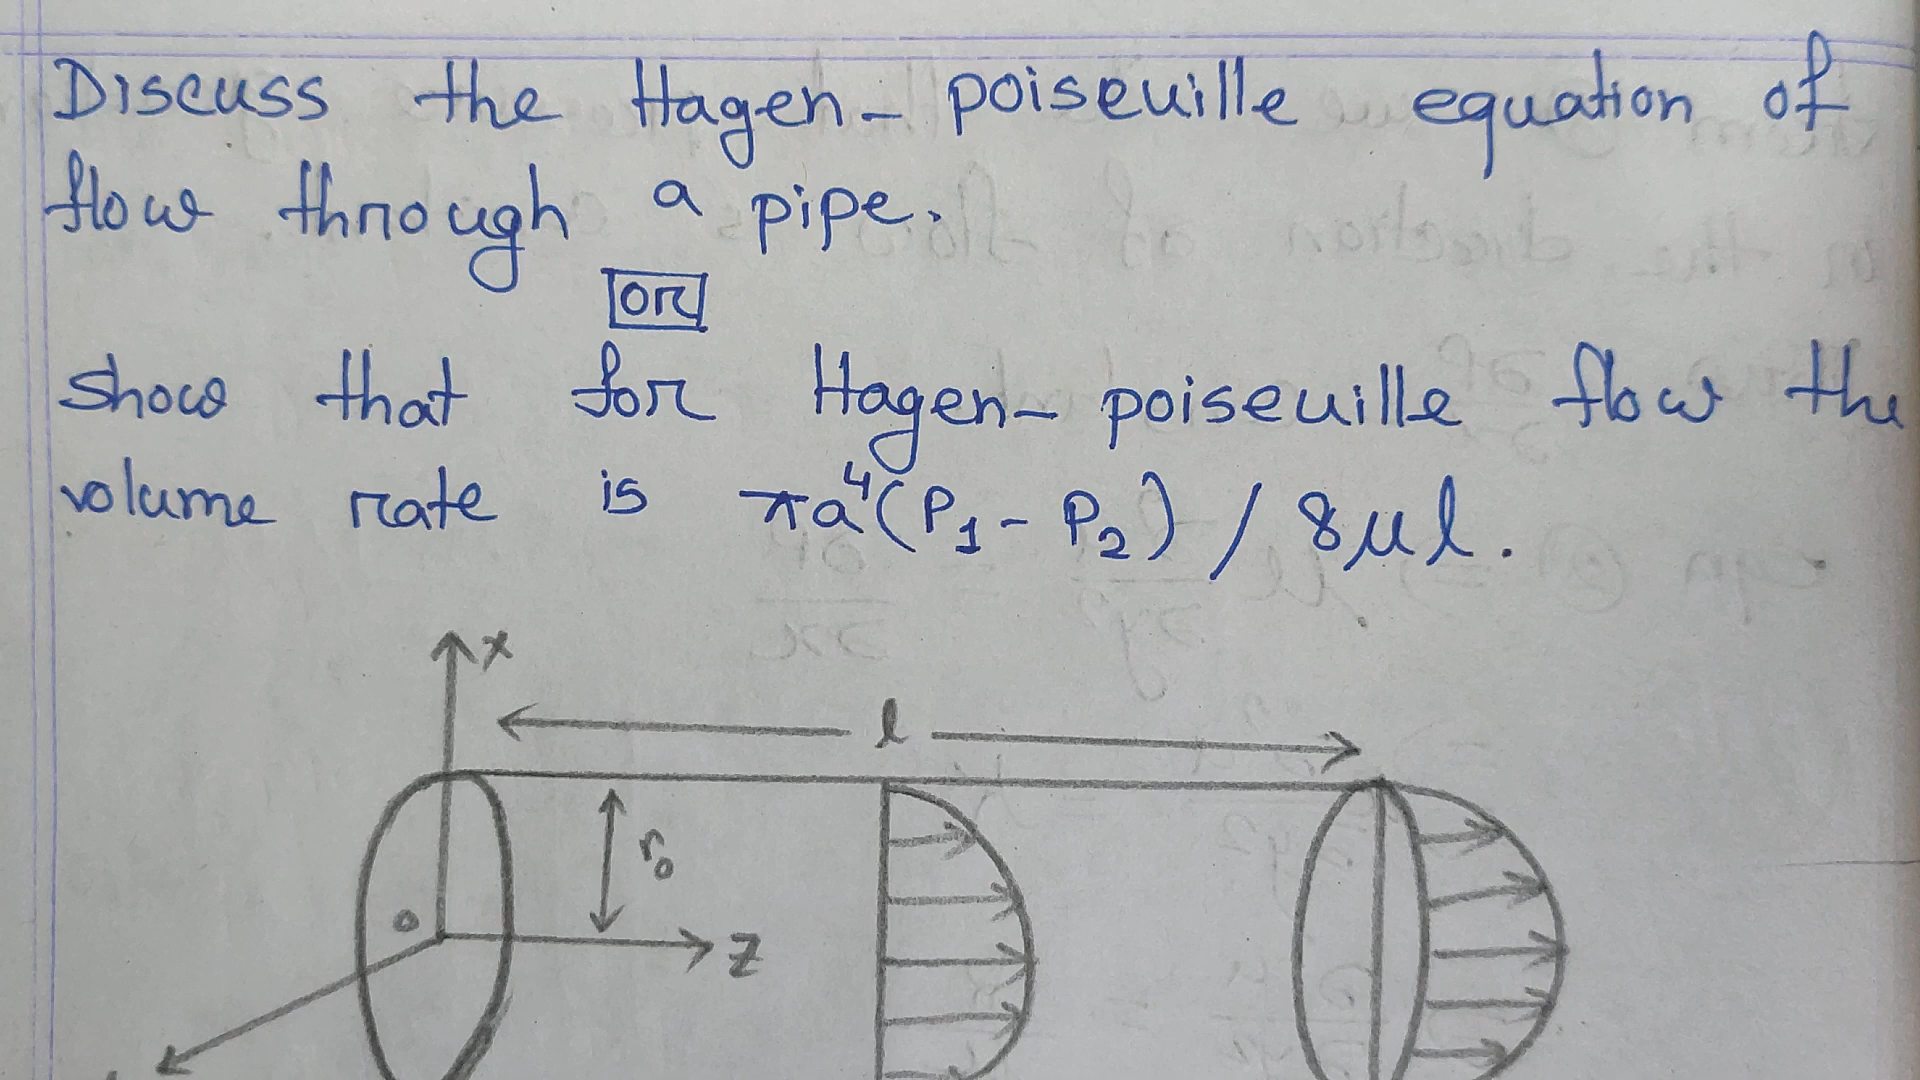 Discuss the Hagen- poiseuille equation of
flow through a pipe.
OR
show that for Hagen- poiseuille flow the
volume rate is πa⁴(P₁ - P₂) / 8μl.
x
l
r₀
o
z